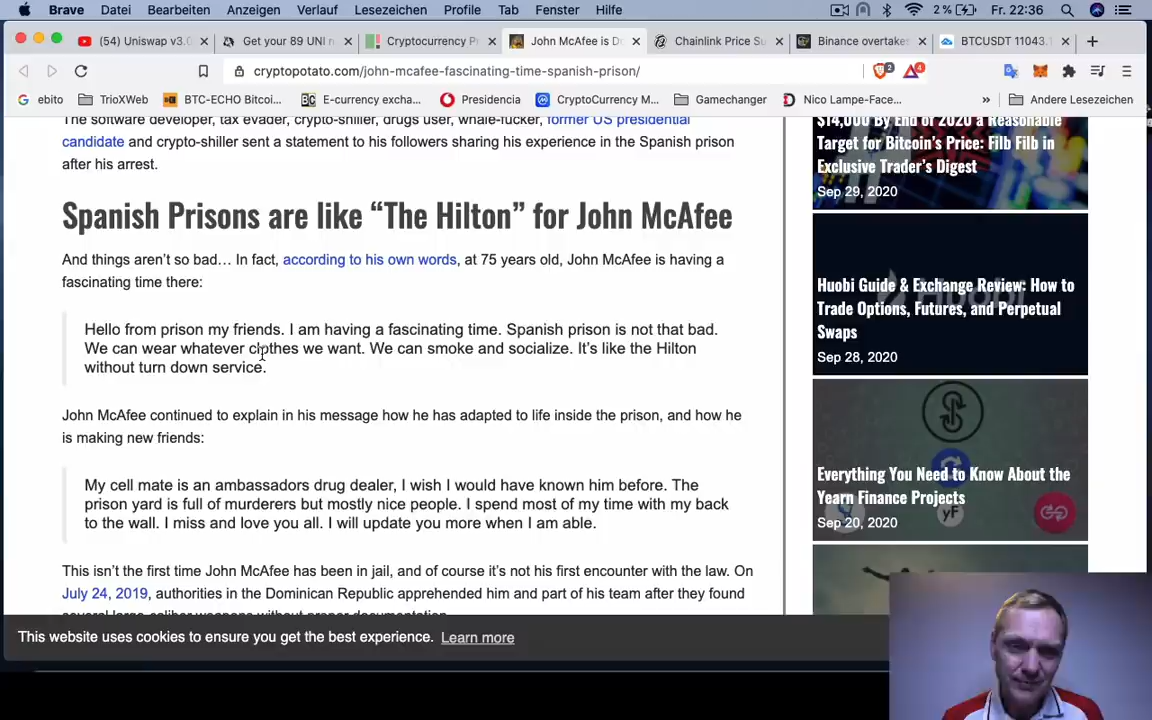 Brave Datei Bearbeiten Anzeigen Verlauf Lesezeichen Profile Tab Fenster Hilfe 2 % Fr. 22:36
(54) Uniswap v3.0 Get your 89 UNI Cryptocurrency P John McAfee is D Chainlink Price Su Binance overtakes BTCUSDT 11043.
cryptopotato.com/john-mcafee-fascinating-time-spanish-prison/ 2 4
ebito TrioXWeb BTC-ECHO Bitcoi... E-currency excha... Presidencia CryptoCurrency M... Gamechanger Nico Lampe-Face... » Andere Lesezeichen
The software developer, tax evader, crypto-shiller, drugs user, whale-fucker, former US presidential
candidate and crypto-shiller sent a statement to his followers sharing his experience in the Spanish prison
after his arrest.
Spanish Prisons are like “The Hilton” for John McAfee
And things aren’t so bad… In fact, according to his own words, at 75 years old, John McAfee is having a
fascinating time there:
Hello from prison my friends. I am having a fascinating time. Spanish prison is not that bad.
We can wear whatever clothes we want. We can smoke and socialize. It’s like the Hilton
without turn down service.
John McAfee continued to explain in his message how he has adapted to life inside the prison, and how he
is making new friends:
My cell mate is an ambassadors drug dealer, I wish I would have known him before. The
prison yard is full of murderers but mostly nice people. I spend most of my time with my back
to the wall. I miss and love you all. I will update you more when I am able.
This isn’t the first time John McAfee has been in jail, and of course it’s not his first encounter with the law. On
July 24, 2019, authorities in the Dominican Republic apprehended him and part of his team after they found
several large-caliber weapons without proper documentation.
$14,000 By End of 2020 a Reasonable
Target for Bitcoin’s Price: Filb Filb in
Exclusive Trader’s Digest
Sep 29, 2020
Huobi
Huobi Guide & Exchange Review: How to
Trade Options, Futures, and Perpetual
Swaps
Sep 28, 2020
Everything You Need to Know About the
Yearn Finance Projects
yF
Sep 20, 2020
This website uses cookies to ensure you get the best experience. Learn more